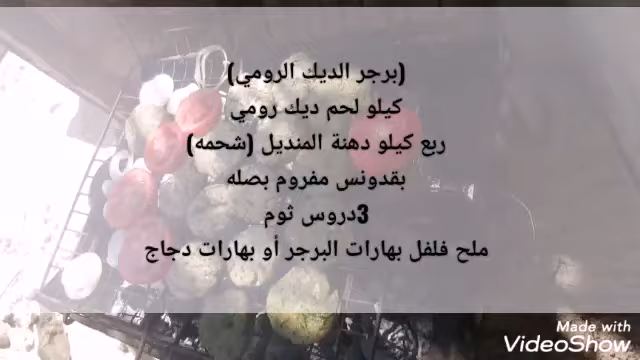 (برجر الديك الرومي)
كيلو لحم ديك رومي
ربع كيلو دهنة المنديل (شحمه)
بقدونس مفروم بصله
3دروس ثوم
ملح فلفل بهارات البرجر أو بهارات دجاج
Made with
VideoShow